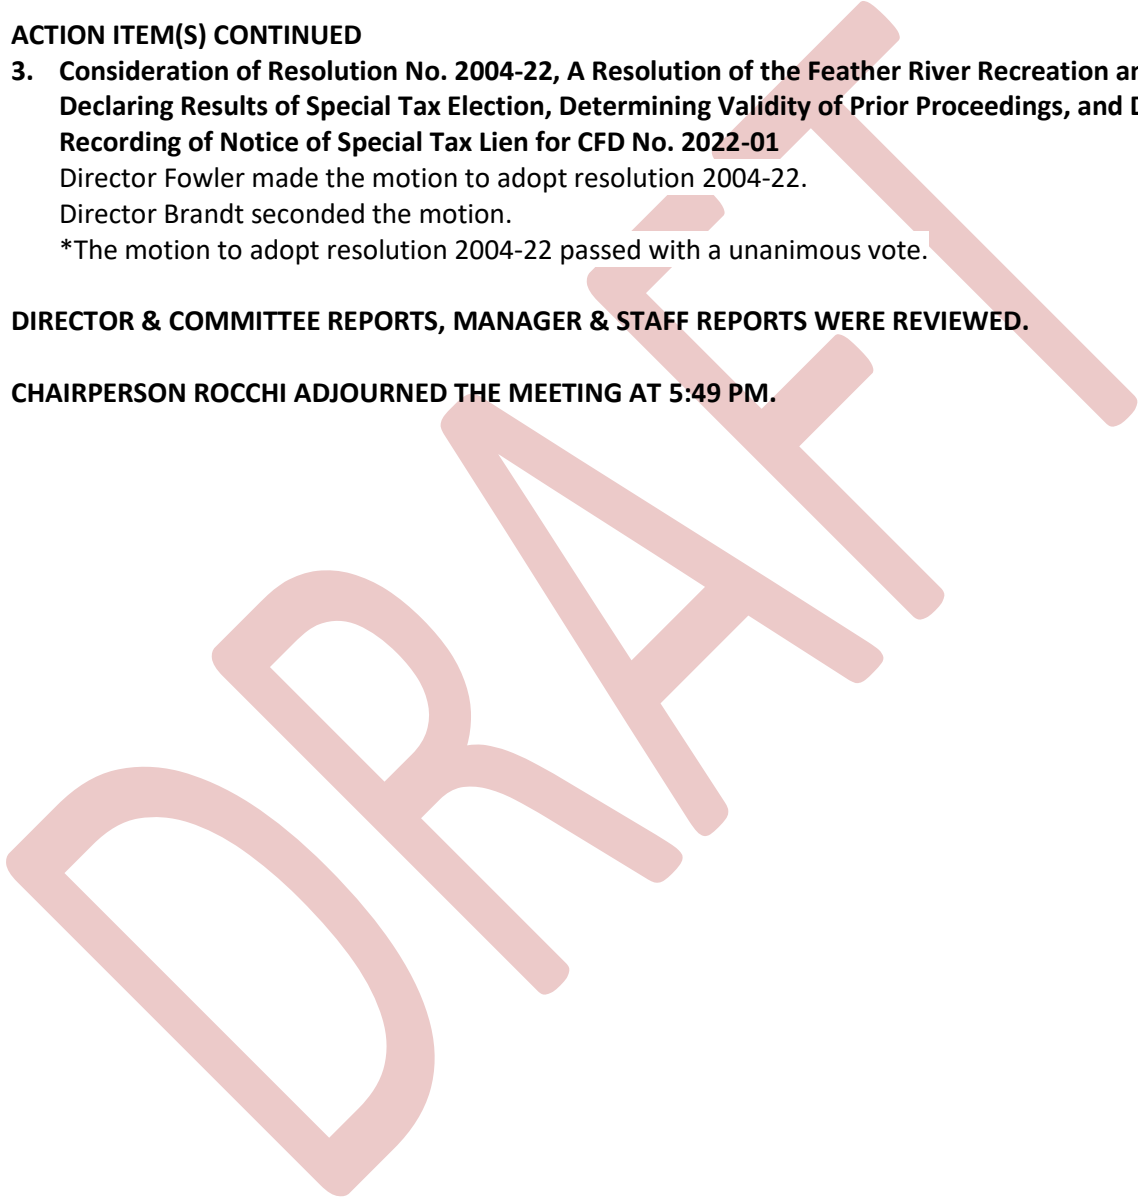 ACTION ITEM(S) CONTINUED
3. Consideration of Resolution No. 2004-22, A Resolution of the Feather River Recreation
Declaring Results of Special Tax Election, Determining Validity of Prior Proceedings, and
Recording of Notice of Special Tax Lien for CFD No. 2022-01
Director Fowler made the motion to adopt resolution 2004-22.
Director Brandt seconded the motion.
*The motion to adopt resolution 2004-22 passed with a unanimous vote.
DIRECTOR & COMMITTEE REPORTS, MANAGER & STAFF REPORTS WERE REVIEWED.
CHAIRPERSON ROCCHI ADJOURNED THE MEETING AT 5:49 PM.
DRAFT